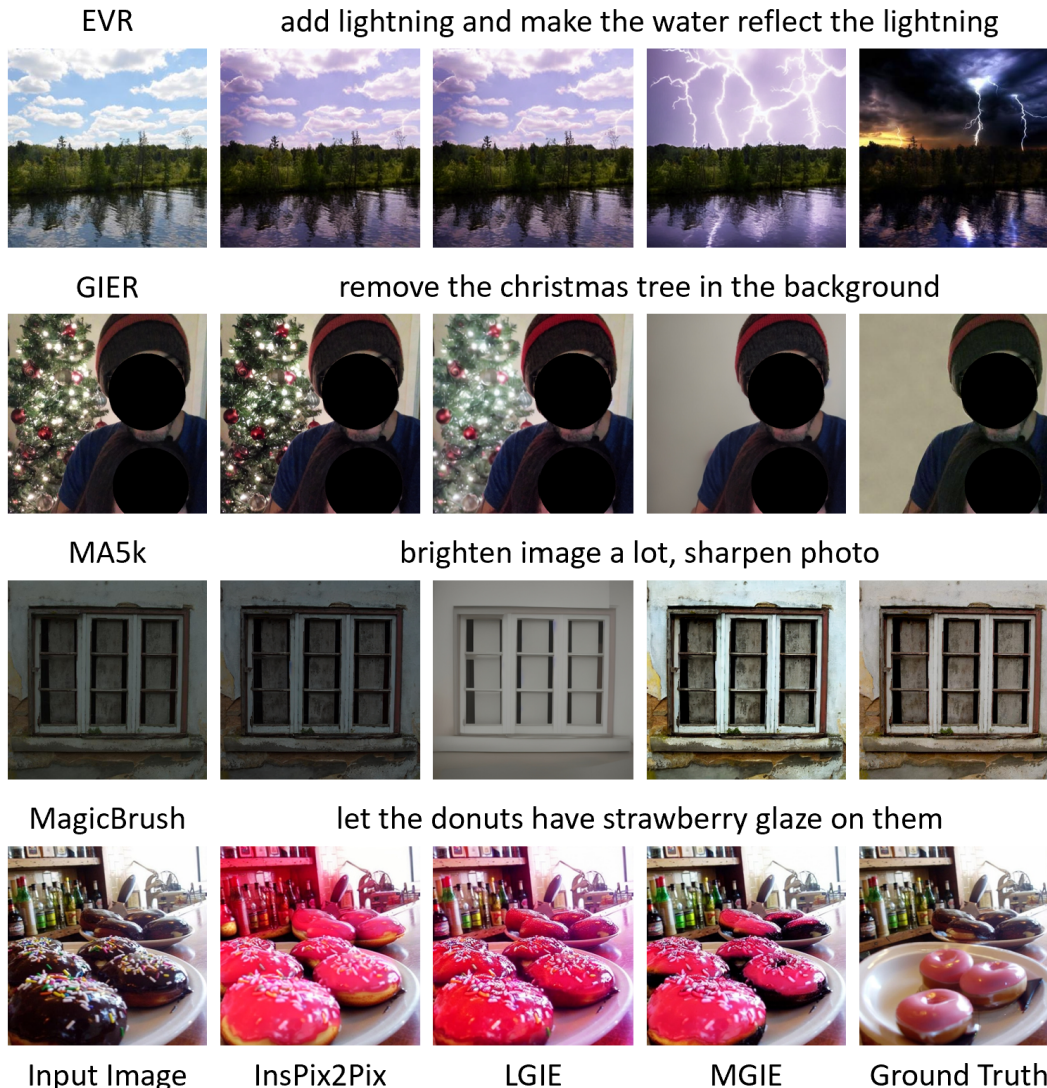 EVR add lightning and make the water reflect the lightning
GIER remove the christmas tree in the background
MA5k brighten image a lot, sharpen photo
MagicBrush let the donuts have strawberry glaze on them
Input Image InsPix2Pix LGIE MGIE Ground Truth